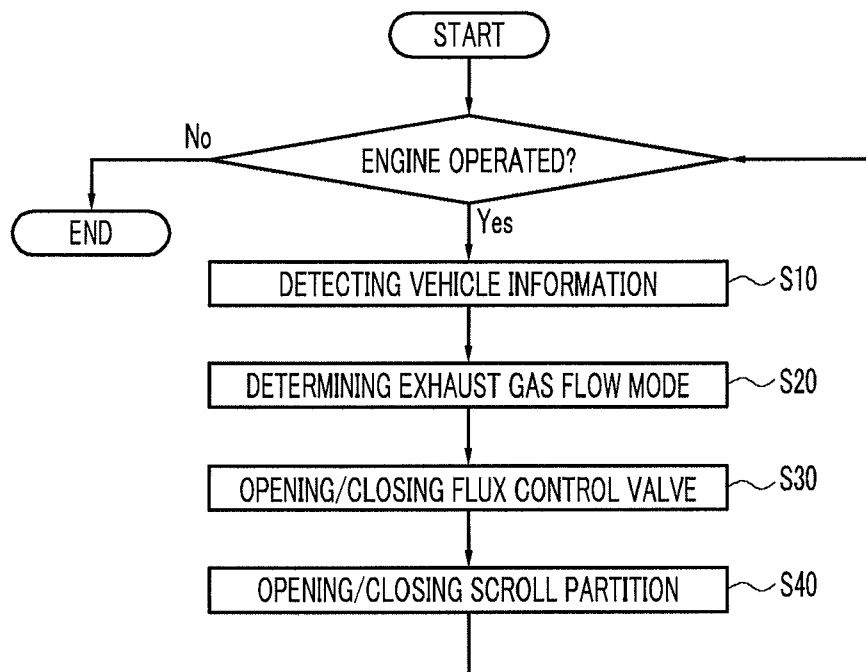 START
ENGINE OPERATED?
No
Yes
END
DETECTING VEHICLE INFORMATION
S10
DETERMINING EXHAUST GAS FLOW MODE
S20
OPENING/CLOSING FLUX CONTROL VALVE
S30
OPENING/CLOSING SCROLL PARTITION
S40